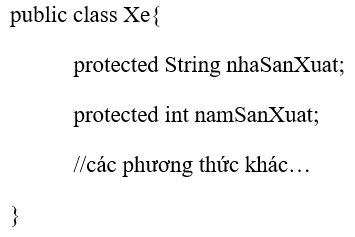 public class Xe{
protected String nhaSanXuat;
protected int namSanXuat;
//các phương thức khác…
}